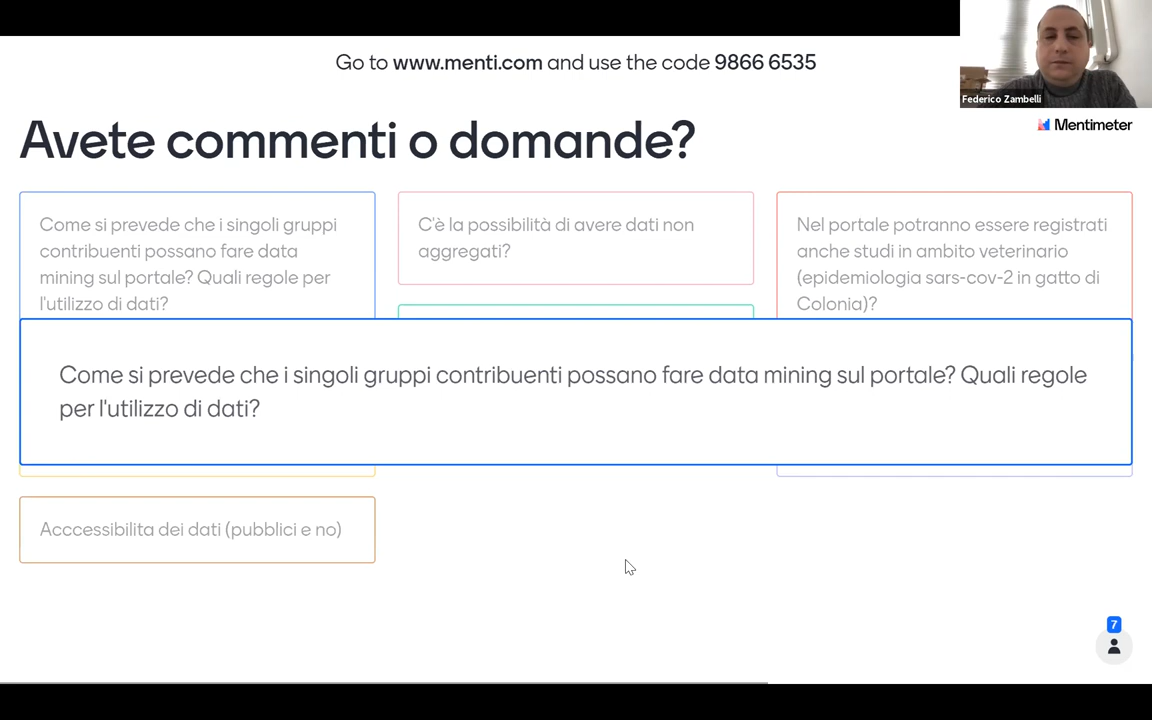 Go to www.menti.com and use the code 9866 6535
Federico Zambelli
Mentimeter
Avete commenti o domande?
Come si prevede che i singoli gruppi
contribuenti possano fare data
mining sul portale? Quali regole per
l'utilizzo di dati?
C'è la possibilità di avere dati non
aggregati?
Nel portale potranno essere registrati
anche studi in ambito veterinario
(epidemiologia sars-cov-2 in gatto di
Colonia)?
Come si prevede che i singoli gruppi contribuenti possano fare data mining sul portale? Quali regole
per l'utilizzo di dati?
Acccessibilita dei dati (pubblici e no)
7